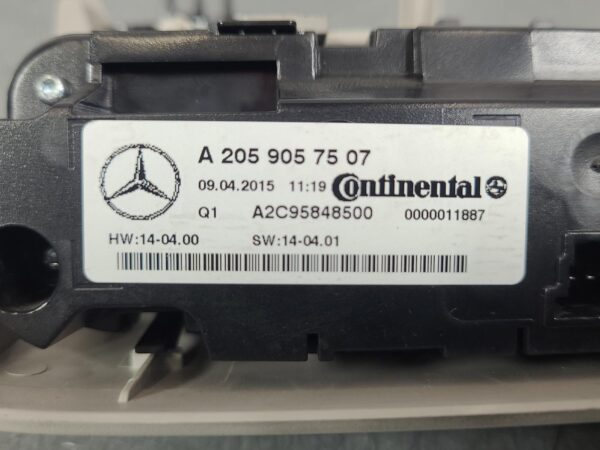 A 205 905 75 07
09.04.2015 11:19 Continental
Q1 A2C95848500 0000011887
HW:14-04.00 SW:14-04.01